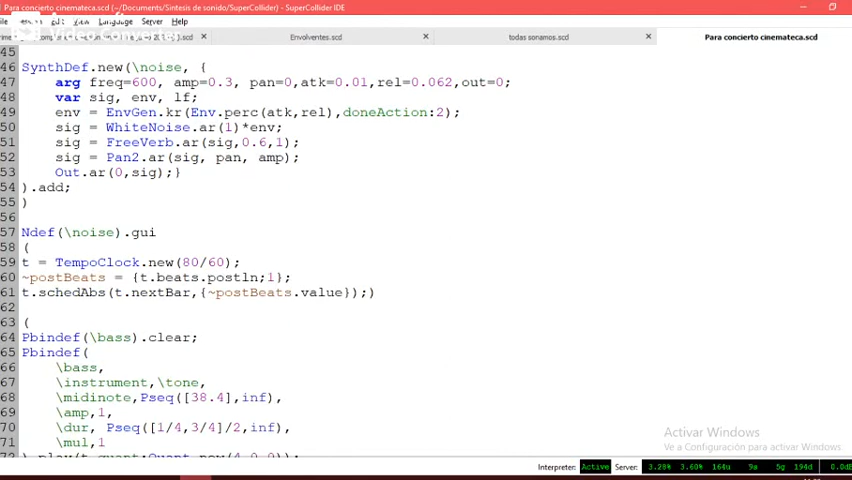 Para concierto cinemateca.scd (~/Documents/Sintesis de sonido/SuperCollider) - SuperCollider IDE
Language Server Help
Video Converter
Envolventes.scd
todas sonamos.scd
Para concierto cinemateca.scd
45
46 SynthDef.new(\noise, {
47 arg freq=600, amp=0.3, pan=0,atk=0.01,rel=0.062,out=0;
48 var sig, env, lf;
49 env = EnvGen.kr(Env.perc(atk,rel),doneAction:2);
50 sig = WhiteNoise.ar(1)*env;
51 sig = FreeVerb.ar(sig,0.6,1);
52 sig = Pan2.ar(sig, pan, amp);
53 Out.ar(0,sig);}
54 ).add;
55 )
56
57 Ndef(\noise).gui
58 (
59 t = TempoClock.new(80/60);
60 ~postBeats = {t.beats.postln;1};
61 t.schedAbs(t.nextBar,{~postBeats.value});)
62
63 (
64 Pbindef(\bass).clear;
65 Pbindef(
66 \bass,
67 \instrument,\tone,
68 \midinote,Pseq([38.4],inf),
69 \amp,1,
70 \dur, Pseq([1/4,3/4]/2,inf),
71 \mul,1
72 ).play(t,quant:Quant.new(4,0,0));
Activar Windows
Ve a Configuración para activar Windows
Interpreter: Active Server: 3.28% 3.60% 164u 9s 5g 194d 0.0dB